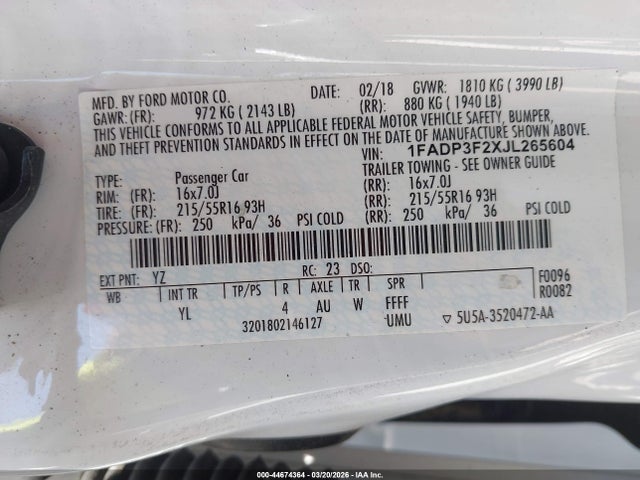 MFD. BY FORD MOTOR CO. DATE: 02/18 GVWR: 1810 KG ( 3990 LB)
GAWR: (FR): 972 KG ( 2143 LB) (RR): 880 KG ( 1940 LB)
THIS VEHICLE CONFORMS TO ALL APPLICABLE FEDERAL MOTOR VEHICLE SAFETY, BUMPER,
AND THEFT PREVENTION STANDARDS IN EFFECT ON THE DATE OF MANUFACTURE SHOWN ABOVE.
VIN: 1FADP3F2XJL265604
TYPE: Passenger Car TRAILER TOWING - SEE OWNER GUIDE
RIM: (FR): 16x7.0J (RR): 16x7.0J
TIRE: (FR): 215/55R16 93H (RR): 215/55R16 93H
PRESSURE: (FR): 250 kPa/ 36 PSI COLD (RR): 250 kPa/ 36 PSI COLD
EXT PNT: YZ RC: 23 DSO: F0096
WB INT TR TP/PS R AXLE TR SPR R0082
YL 4 AU W FFFF
3201802146127 UMU ▽ 5U5A-3520472-AA
000-44674364 - 03/20/2026 - IAA Inc.